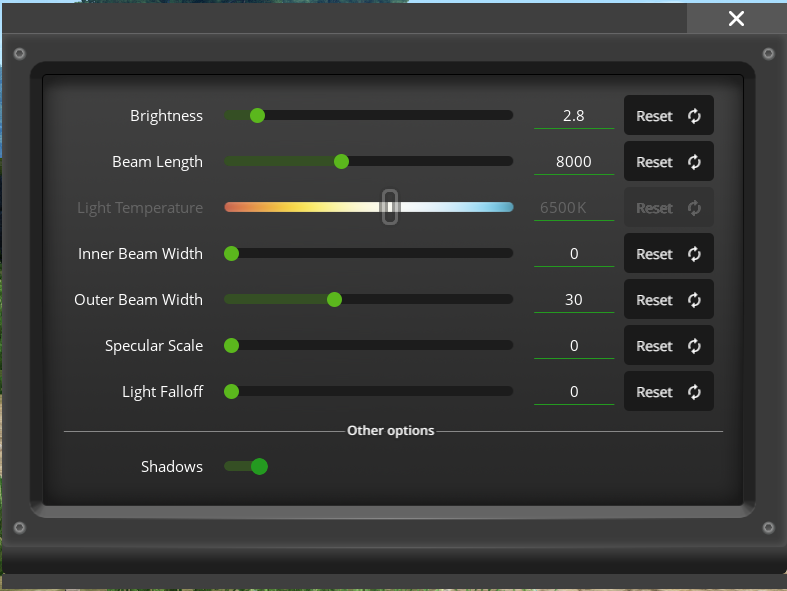 Brightness 2.8 Reset
Beam Length 8000 Reset
Light Temperature 6500K Reset
Inner Beam Width 0 Reset
Outer Beam Width 30 Reset
Specular Scale 0 Reset
Light Falloff 0 Reset
Other options
Shadows